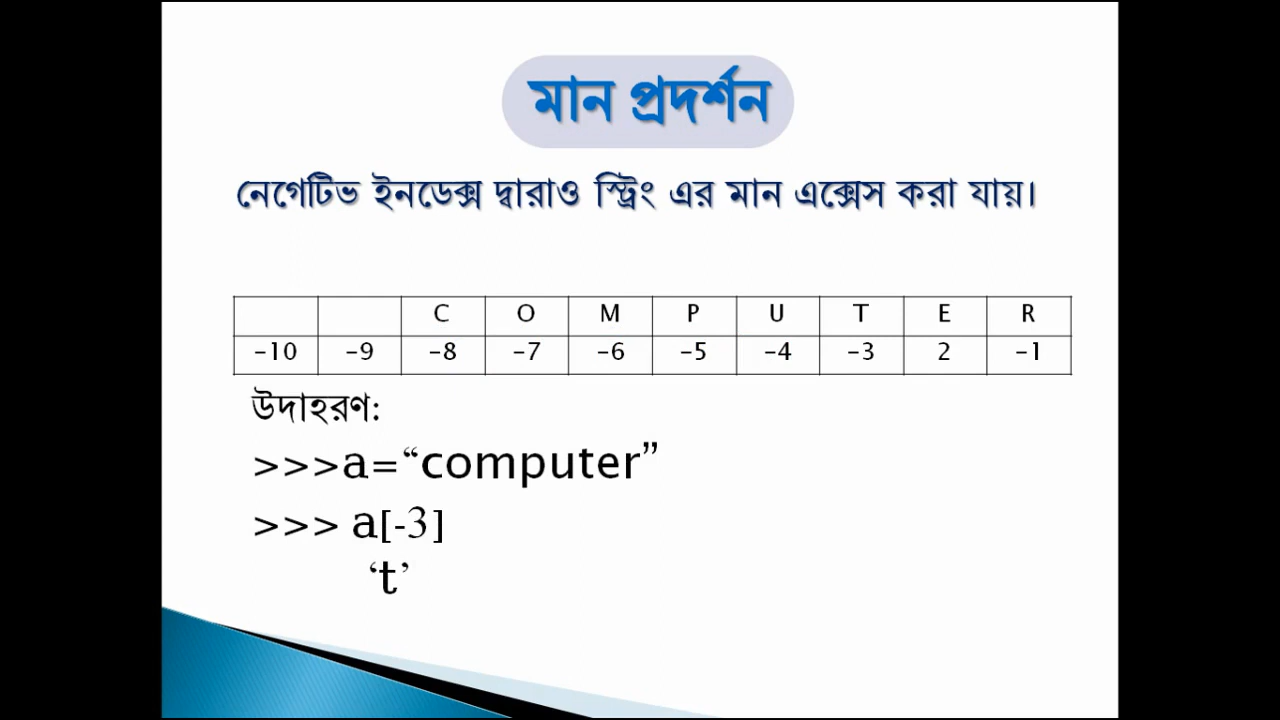 মান প্রদর্শন
নেগেটিভ ইনডেক্স দ্বারাও স্ট্রিং এর মান এক্সেস করা যায়।
C O M P U T E R
-10 -9 -8 -7 -6 -5 -4 -3 2 -1
উদাহরণ:
>>>a=“computer”
>>> a[-3]
‘t’